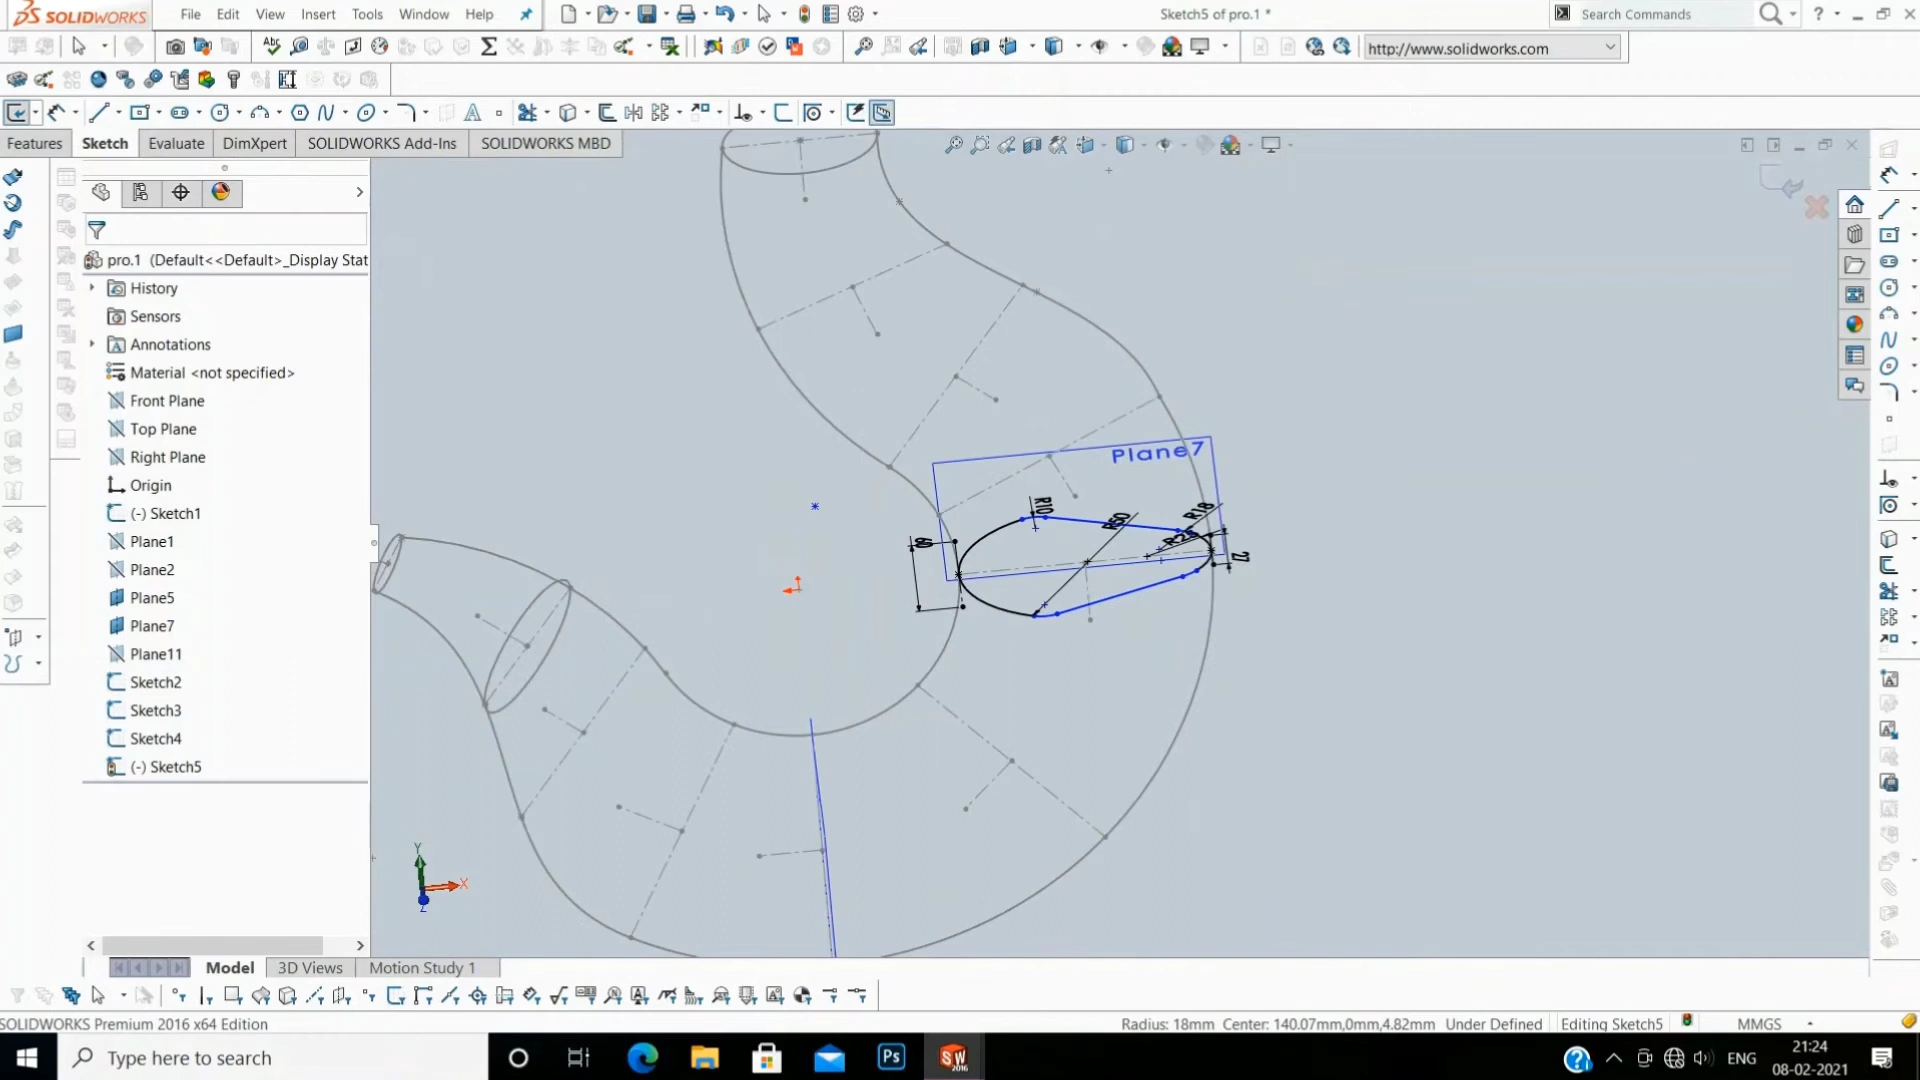 SOLIDWORKS
File Edit View Insert Tools Window Help
Sketch5 of pro.1 *
Search Commands
http://www.solidworks.com
Features Sketch Evaluate DimXpert SOLIDWORKS Add-Ins SOLIDWORKS MBD
pro.1 (Default<<Default>_Display Stat
History
Sensors
Annotations
Material <not specified>
Front Plane
Top Plane
Right Plane
Origin
(-) Sketch1
Plane1
Plane2
Plane5
Plane7
Plane11
Sketch2
Sketch3
Sketch4
(-) Sketch5
Plane7
R10
R50
R18
27
Y
X
Z
Model 3D Views Motion Study 1
SOLIDWORKS Premium 2016 x64 Edition
Radius: 18mm Center: 140.07mm,0mm,4.82mm Under Defined Editing Sketch5 MMGS
Type here to search
Ps
SW
2016
ENG
21:24
08-02-2021